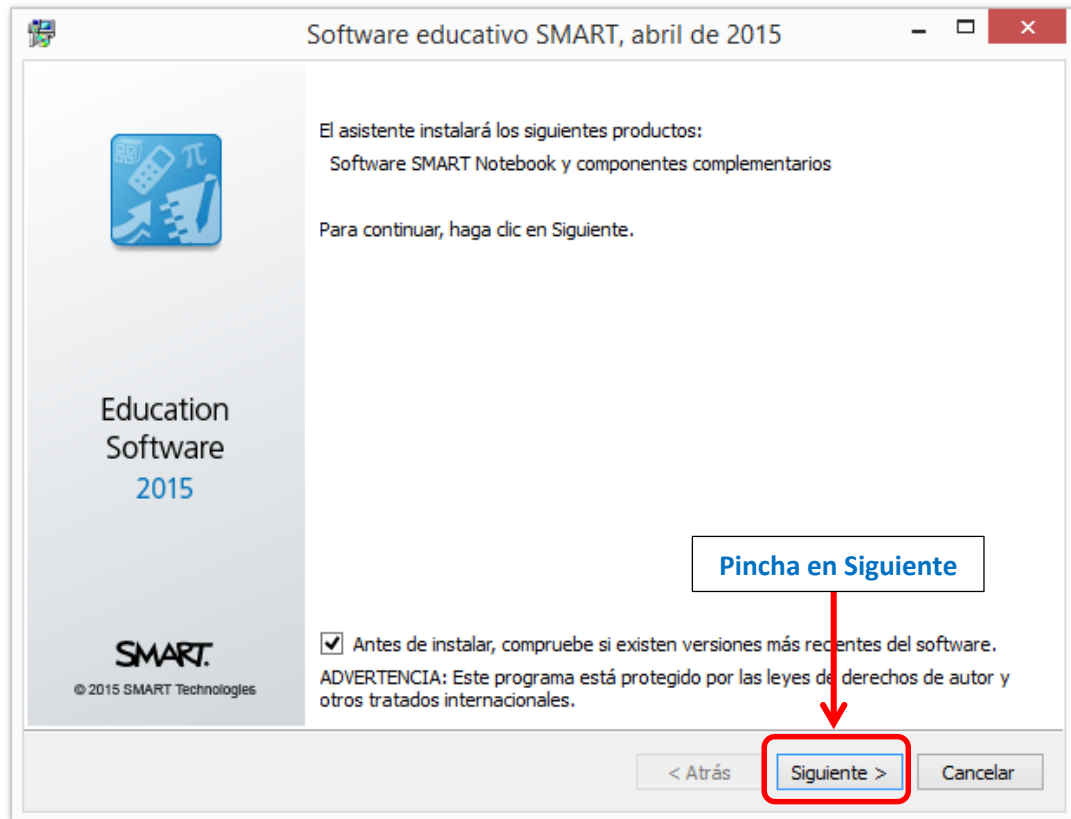 Software educativo SMART, abril de 2015
El asistente instalará los siguientes productos:
Software SMART Notebook y componentes complementarios
Para continuar, haga clic en Siguiente.
Education
Software
2015
Pincha en Siguiente
SMART.
© 2015 SMART Technologies
Antes de instalar, compruebe si existen versiones más recientes del software.
ADVERTENCIA: Este programa está protegido por las leyes de derechos de autor y
otros tratados internacionales.
< Atrás
Siguiente >
Cancelar